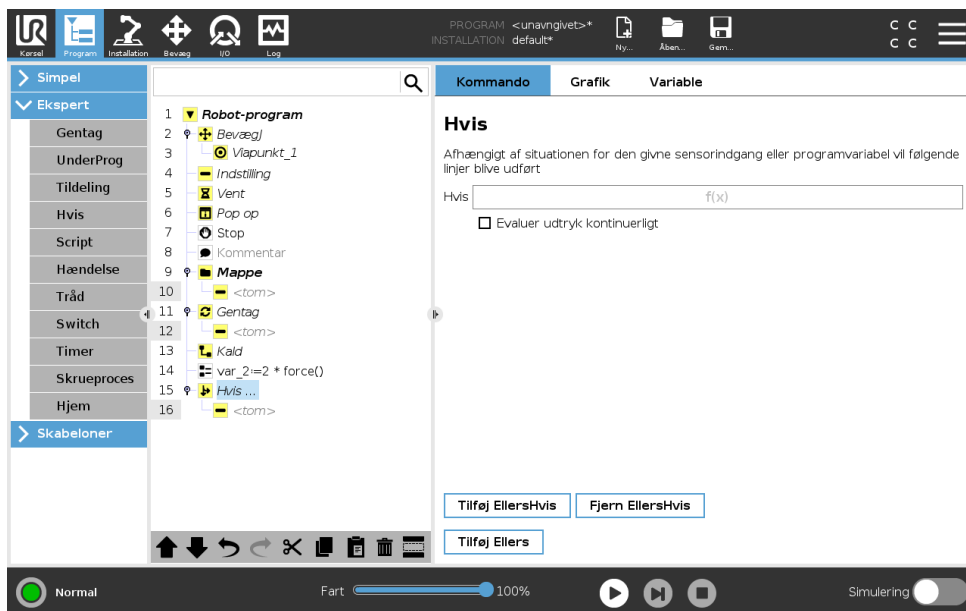 UR
Kørsel
Program
Installation
Bevæg
I/O
Log
PROGRAM <unavngivet>*
INSTALLATION default*
Ny...
Åben...
Gem...
C C
C C
Simpel
Ekspert
Gentag
UnderProg
Tildeling
Hvis
Script
Hændelse
Tråd
Switch
Timer
Skrueproces
Hjem
Skabeloner
1 Robot-program
2 BevægJ
3 Viapunkt_1
4 Indstilling
5 Vent
6 Pop op
7 Stop
8 Kommentar
9 Mappe
10 <tom>
11 Gentag
12 <tom>
13 Kald
14 var_2:=2 * force()
15 Hvis ...
16 <tom>
Kommando Grafik Variable
Hvis
Afhængigt af situationen for den givne sensorindgang eller programvariabel vil følgende
linjer blive udført
Hvis f(x)
Evaluer udtryk kontinuerligt
Tilføj EllersHvis Fjern EllersHvis
Tilføj Ellers
Normal
Fart 100%
Simulering